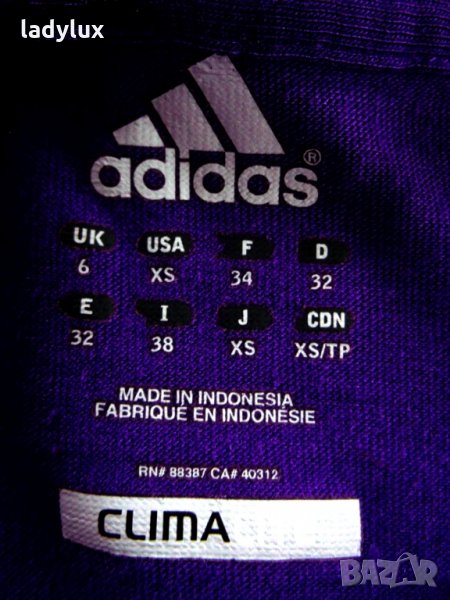 ladylux
adidas®
UK USA F D
6 XS 34 32
E I J CDN
32 38 XS XS/TP
MADE IN INDONESIA
FABRIQUÉ EN INDONÉSIE
RN# 88387 CA# 40312
CLIMA
BAZAR